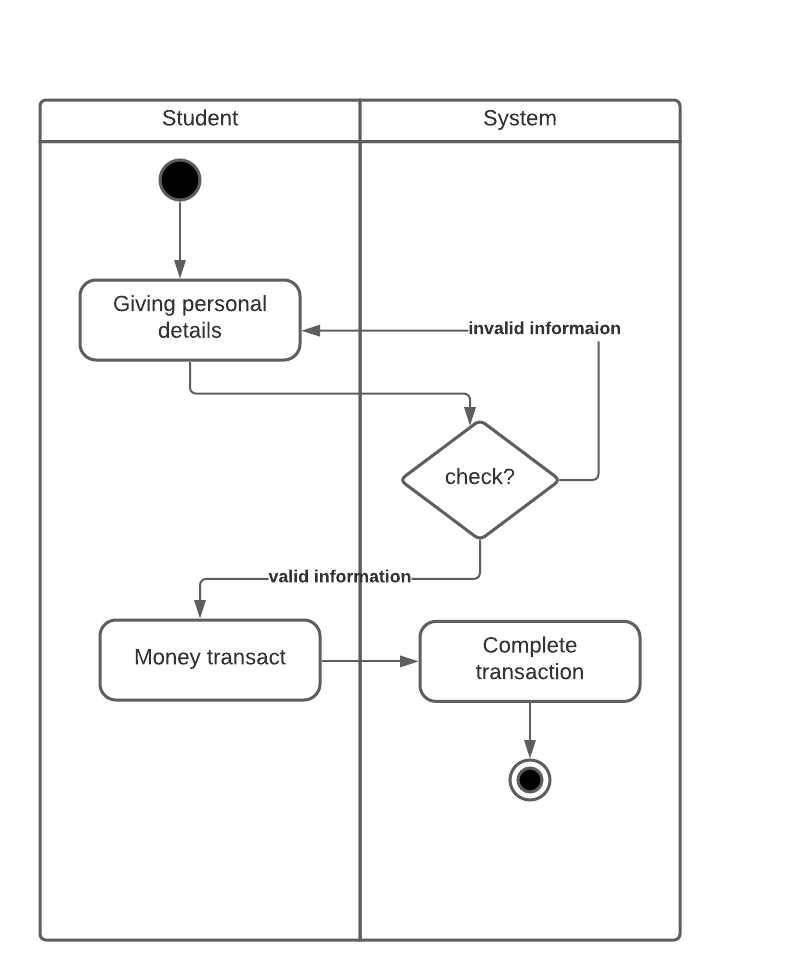 Student
System
Giving personal
details
invalid informaion
check?
valid information
Money transact
Complete
transaction